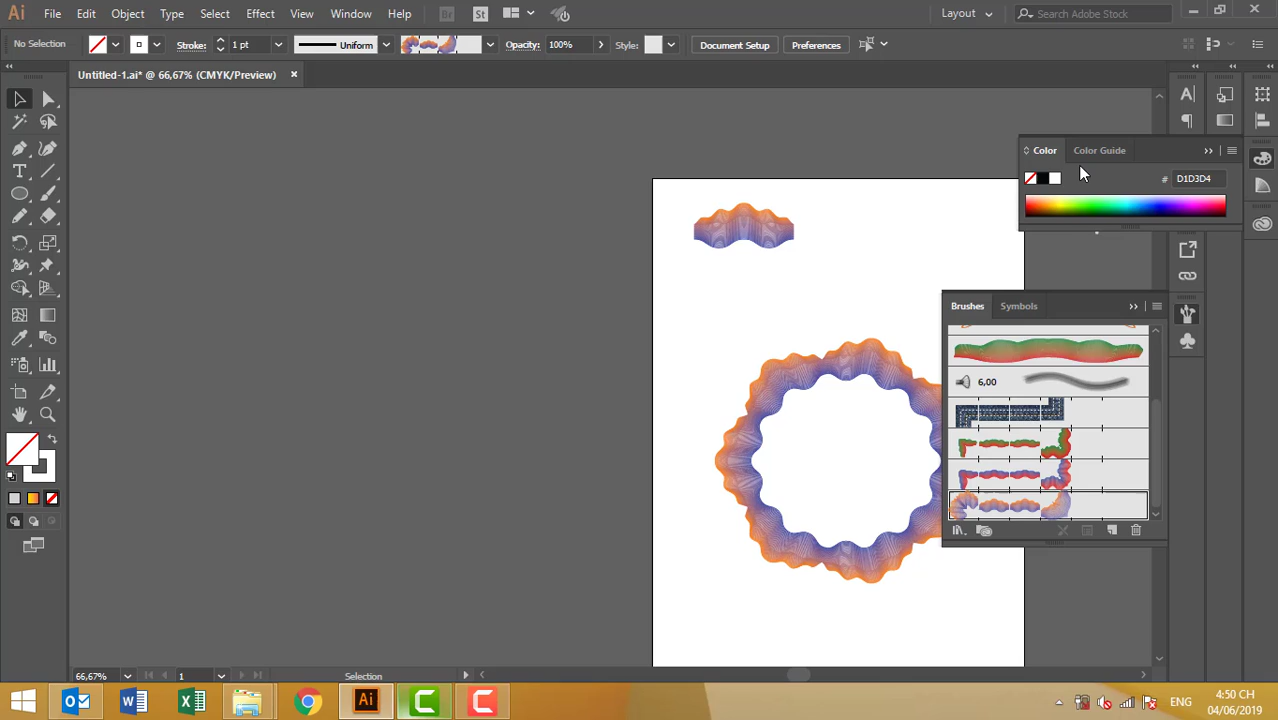 Ai File Edit Object Type Select Effect View Window Help Br St Layout Search Adobe Stock
No Selection Stroke: 1 pt Uniform Opacity: 100% Style: Document Setup Preferences
Untitled-1.ai* @ 66,67% (CMYK/Preview)
Color Color Guide
# D1D3D4
Brushes Symbols
6,00
66,67% 1 Selection
ENG
4:50 CH
04/06/2019